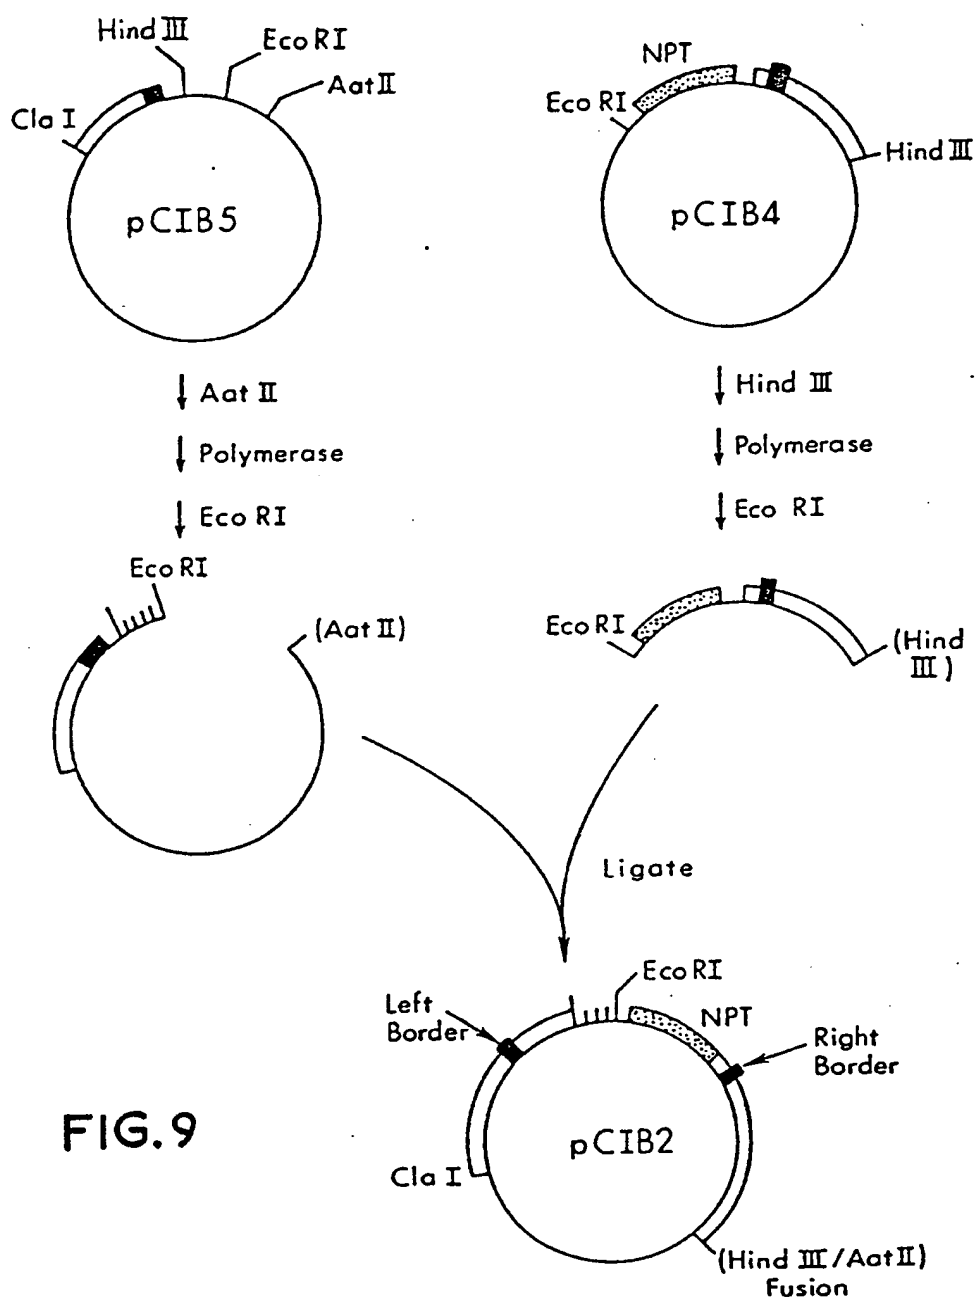 Hind III
Eco RI
Aat II
Cla I
pCIB5
NPT
Eco RI
Hind III
pCIB4
Aat II
Polymerase
Eco RI
Hind III
Polymerase
Eco RI
Eco RI
(Aat II)
Eco RI
(Hind
III)
Ligate
Eco RI
Left
Border
NPT
Right
Border
pCIB2
Cla I
(Hind III/Aat II)
Fusion
FIG. 9